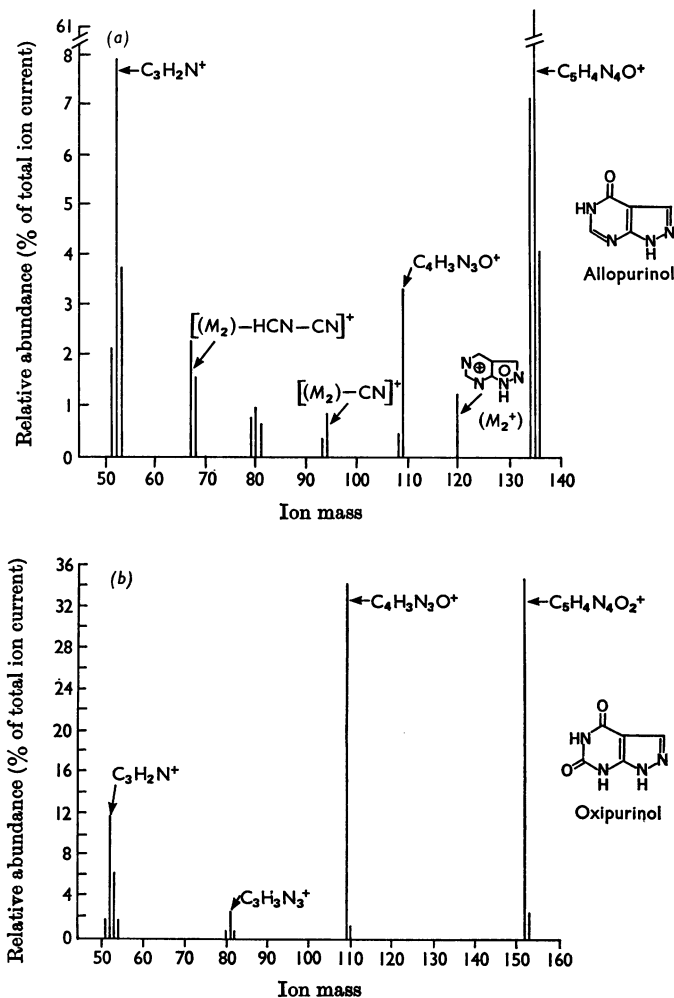 (a)
61
8
7
6
5
4
3
2
1
0
Relative abundance (% of total ion current)
C₃H₂N⁺
C₅H₄N₄O⁺
C₄H₃N₃O⁺
[(M₂)–HCN–CN]⁺
[(M₂)–CN]⁺
N
N
N
N
H
(M₂⁺)
O
HN
N
N
N
H
Allopurinol
50 60 70 80 90 100 110 120 130 140
Ion mass
(b)
36
32
28
24
20
16
12
8
4
0
Relative abundance (% of total ion current)
C₄H₃N₃O⁺
C₅H₄N₄O₂⁺
C₃H₂N⁺
C₃H₃N₃⁺
O
HN
O
N
N
N
H
H
Oxipurinol
50 60 70 80 90 100 110 120 130 140 150 160
Ion mass